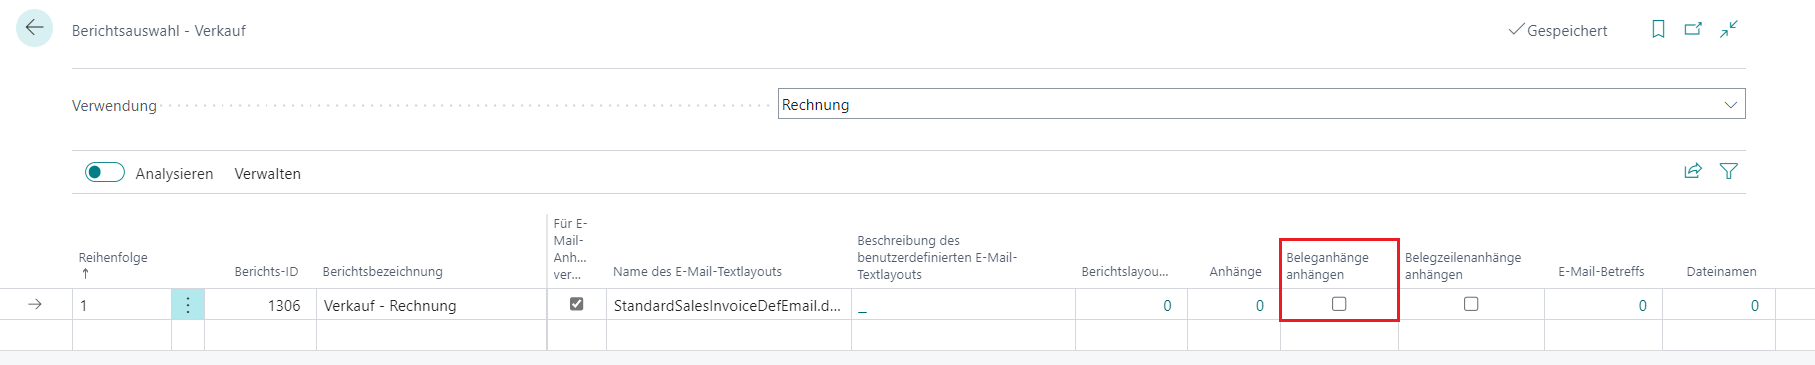 Berichtsauswahl - Verkauf
Gespeichert
Verwendung
Rechnung
Analysieren Verwalten
Reihenfolge
Berichts-ID
Berichtsbezeichnung
Für E-
Mail-
Anh...
ver...
Name des E-Mail-Textlayouts
Beschreibung des
benutzerdefinierten E-Mail-
Textlayouts
Berichtslayou...
Anhänge
Beleganhänge
anhängen
Belegzeilenanhänge
anhängen
E-Mail-Betreffs
Dateinamen
1 1306 Verkauf - Rechnung StandardSalesInvoiceDefEmail.d... _ 0 0 0 0